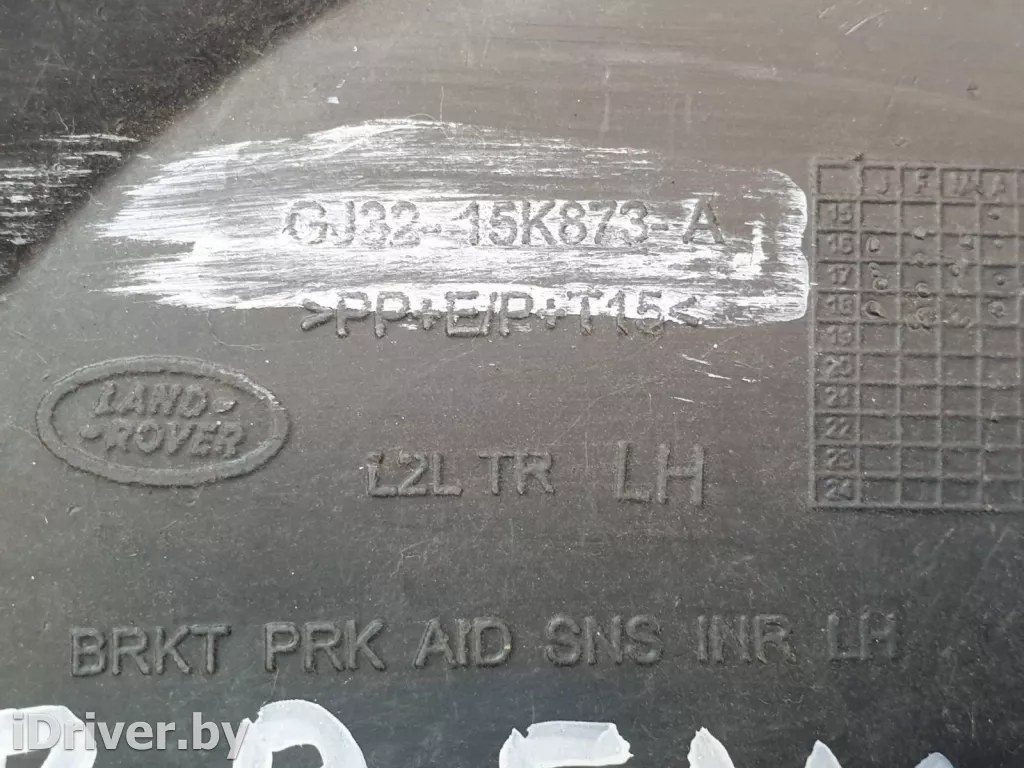 GJ32-15K873-A
>PP+E/P+T15<
LAND-
-ROVER
L2L TR LH
BRKT PRK AID SNS INR LH
J F M A
15
16
17
18
19
20
21
22
23
24
iDriver.by